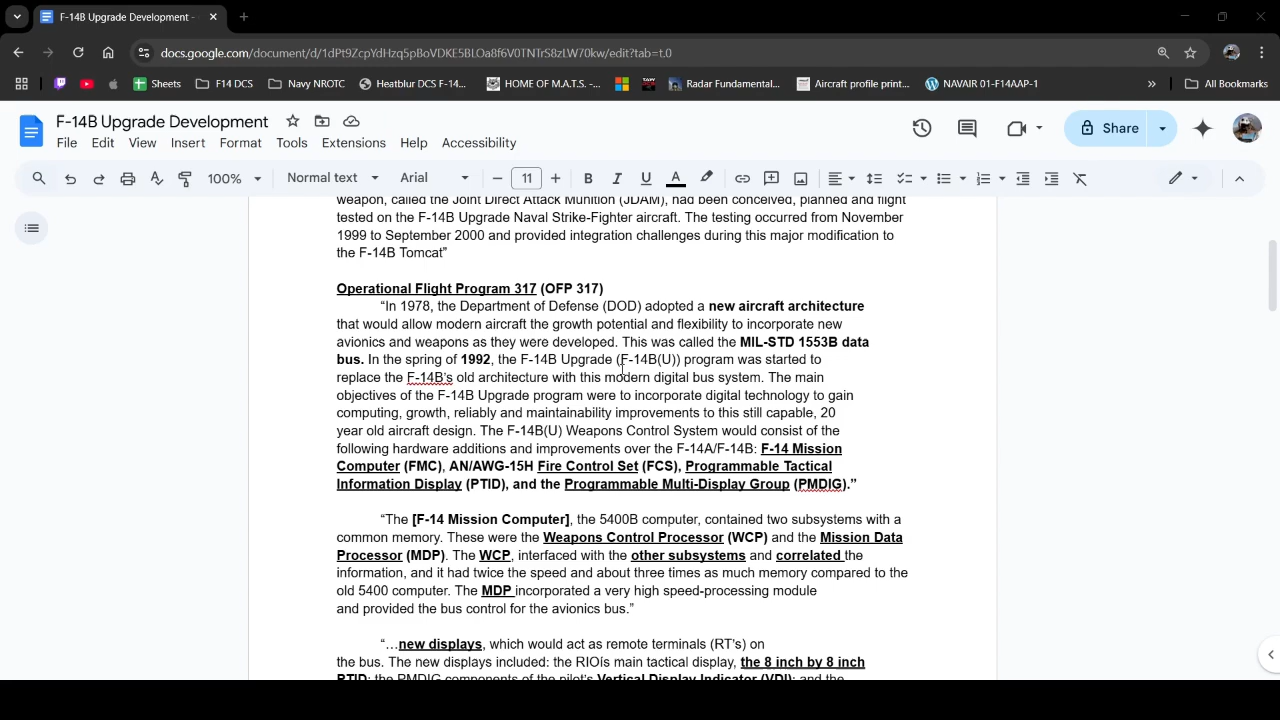 F-14B Upgrade Development -
docs.google.com/document/d/1dPt9ZcpYdHzq5pBoVDKE5BLOa8f6V0TNTrS8zLW70kw/edit?tab=t.0
Sheets
F14 DCS
Navy NROTC
Heatblur DCS F-14...
HOME OF M.A.T.S. -...
Radar Fundamental...
Aircraft profile print...
NAVAIR 01-F14AAP-1
»
All Bookmarks
F-14B Upgrade Development
Share
File Edit View Insert Format Tools Extensions Help Accessibility
100% Normal text Arial 11 B I U A
weapon, called the Joint Direct Attack Munition (JDAM), had been conceived, planned and flight
tested on the F-14B Upgrade Naval Strike-Fighter aircraft. The testing occurred from November
1999 to September 2000 and provided integration challenges during this major modification to
the F-14B Tomcat”
Operational Flight Program 317 (OFP 317)
“In 1978, the Department of Defense (DOD) adopted a new aircraft architecture
that would allow modern aircraft the growth potential and flexibility to incorporate new
avionics and weapons as they were developed. This was called the MIL-STD 1553B data
bus. In the spring of 1992, the F-14B Upgrade (F-14B(U)) program was started to
replace the F-14B’s old architecture with this modern digital bus system. The main
objectives of the F-14B Upgrade program were to incorporate digital technology to gain
computing, growth, reliably and maintainability improvements to this still capable, 20
year old aircraft design. The F-14B(U) Weapons Control System would consist of the
following hardware additions and improvements over the F-14A/F-14B: F-14 Mission
Computer (FMC), AN/AWG-15H Fire Control Set (FCS), Programmable Tactical
Information Display (PTID), and the Programmable Multi-Display Group (PMDIG).”
“The [F-14 Mission Computer], the 5400B computer, contained two subsystems with a
common memory. These were the Weapons Control Processor (WCP) and the Mission Data
Processor (MDP). The WCP, interfaced with the other subsystems and correlated the
information, and it had twice the speed and about three times as much memory compared to the
old 5400 computer. The MDP incorporated a very high speed-processing module
and provided the bus control for the avionics bus.”
“…new displays, which would act as remote terminals (RT’s) on
the bus. The new displays included: the RIOís main tactical display, the 8 inch by 8 inch
PTID; the PMDIG components of the pilot’s Vertical Display Indicator (VDI); and the